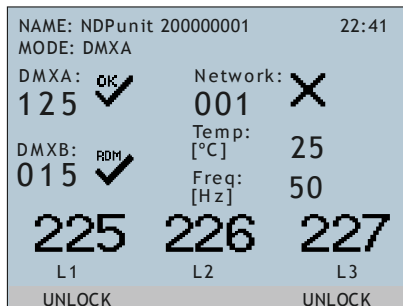 NAME: NDPunit 200000001 22:41
MODE: DMXA
DMXA: OK Network:
125 001
Temp:
[ºC] 25
DMXB: RDM
015
Freq:
[Hz] 50
225 226 227
L1 L2 L3
UNLOCK UNLOCK